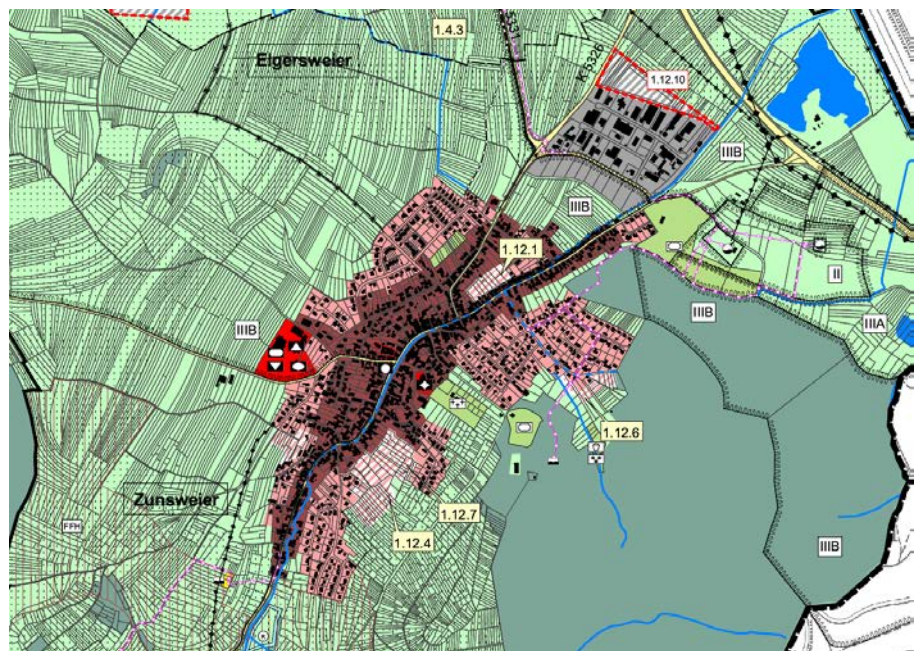 1.4.3
Elgersweier
K5326
1.12.10
IIIB
IIIB
1.12.1
II
IIIB
IIIB
IIIA
1.12.6
Zunsweier
1.12.7
FFH
1.12.4
IIIB